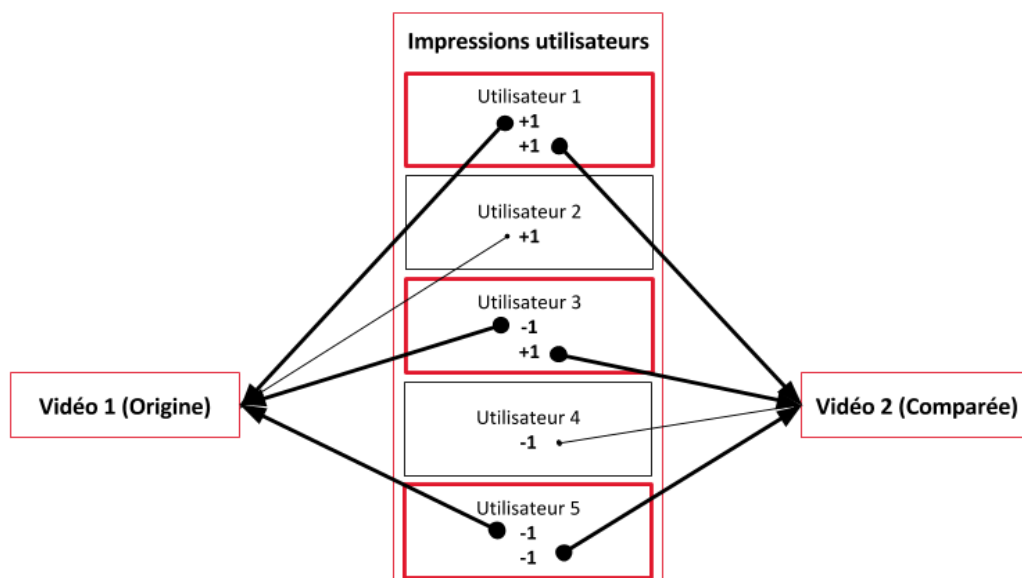 Impressions utilisateurs
Utilisateur 1
+1
+1
Utilisateur 2
+1
Utilisateur 3
-1
+1
Vidéo 1 (Origine)
Vidéo 2 (Comparée)
Utilisateur 4
-1
Utilisateur 5
-1
-1